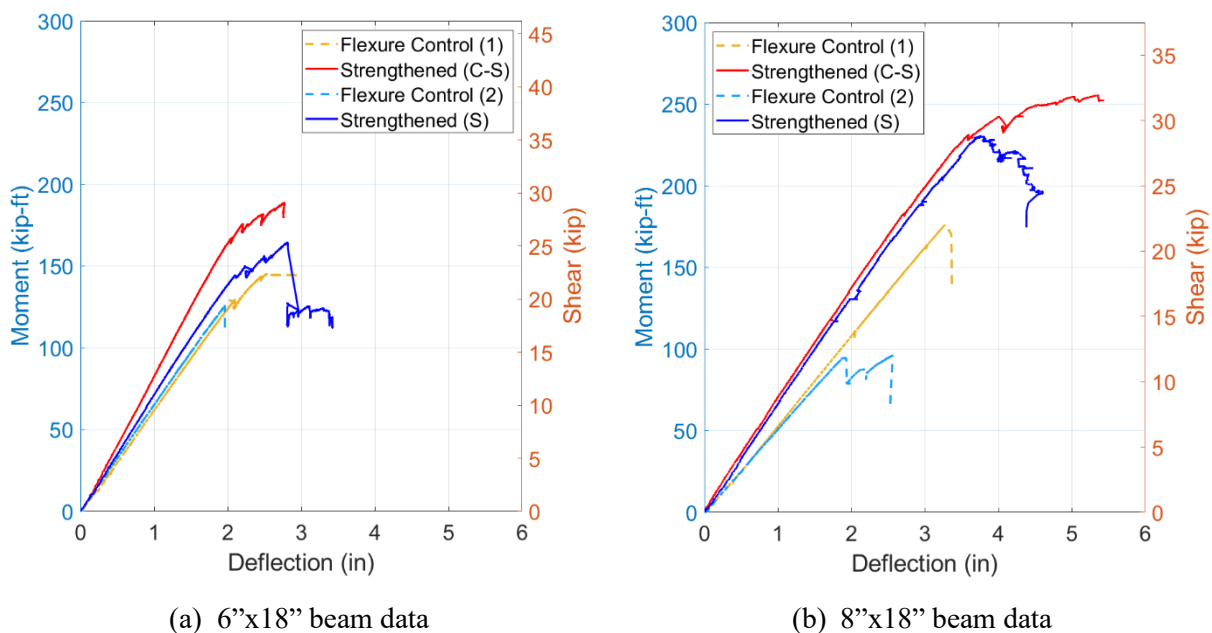 300
250
200
150
100
50
0
Moment (kip-ft)
Flexure Control (1)
Strengthened (C-S)
Flexure Control (2)
Strengthened (S)
45
40
35
30
25
20
15
10
5
0
Shear (kip)
0 1 2 3 4 5 6
Deflection (in)
(a) 6”x18” beam data
300
250
200
150
100
50
0
Moment (kip-ft)
Flexure Control (1)
Strengthened (C-S)
Flexure Control (2)
Strengthened (S)
35
30
25
20
15
10
5
0
Shear (kip)
0 1 2 3 4 5 6
Deflection (in)
(b) 8”x18” beam data